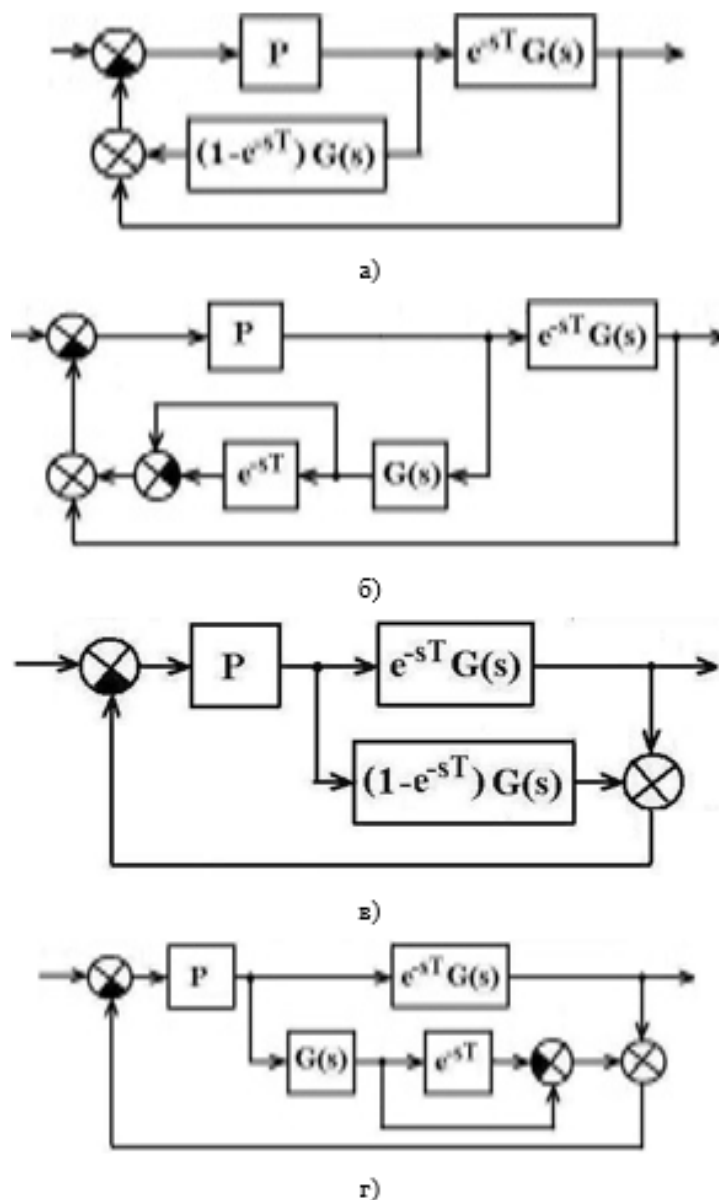 P
e⁻ˢᵀ G(s)
(1-e⁻ˢᵀ) G(s)
а)
P
e⁻ˢᵀ G(s)
e⁻ˢᵀ
G(s)
б)
P
e⁻ˢᵀ G(s)
(1-e⁻ˢᵀ) G(s)
в)
P
e⁻ˢᵀ G(s)
G(s)
e⁻ˢᵀ
г)